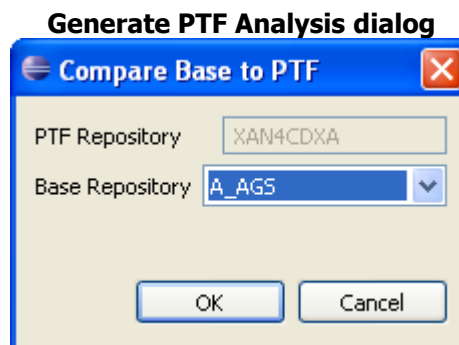 Generate PTF Analysis dialog
Compare Base to PTF
PTF Repository XAN4CDXA
Base Repository A_AGS
OK Cancel